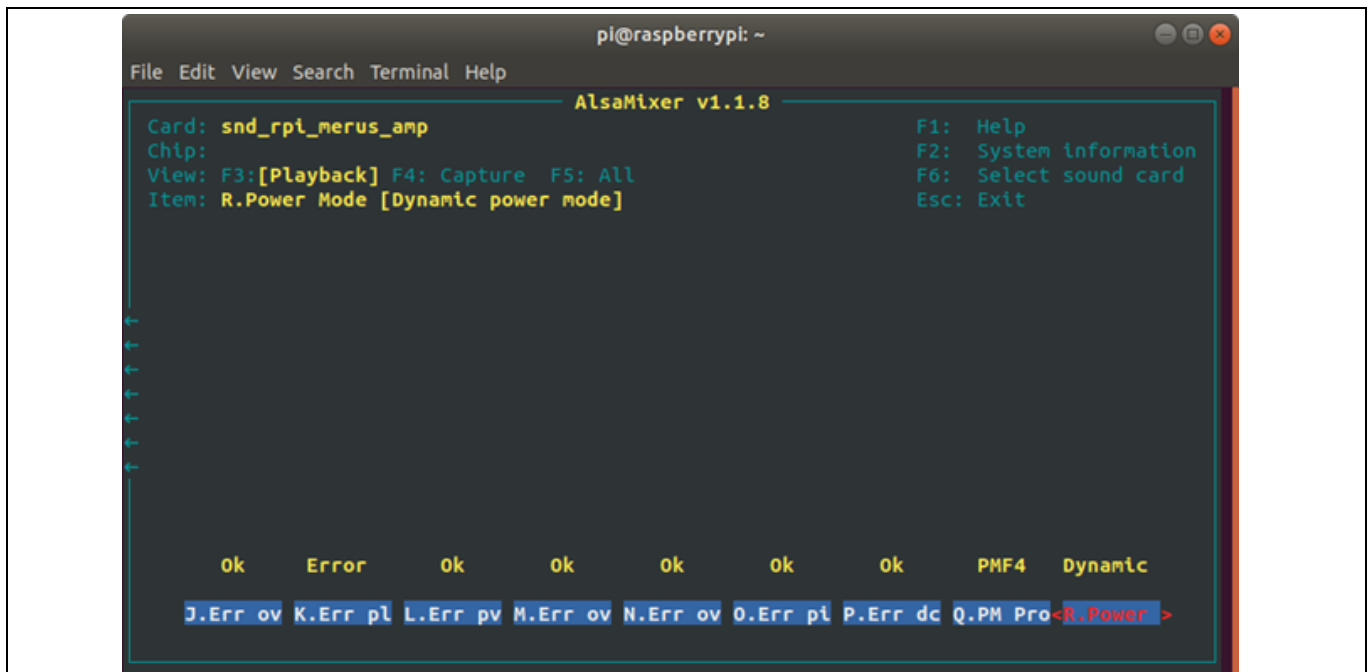 pi@raspberrypi: ~
File Edit View Search Terminal Help
AlsaMixer v1.1.8
Card: snd_rpi_merus_amp F1: Help
Chip: F2: System information
View: F3:[Playback] F4: Capture F5: All F6: Select sound card
Item: R.Power Mode [Dynamic power mode] Esc: Exit
←
←
←
←
←
←
←
Ok Error Ok Ok Ok Ok Ok PMF4 Dynamic
J.Err ov K.Err pl L.Err pv M.Err ov N.Err ov O.Err pi P.Err dc Q.PM Pro<R.Power >